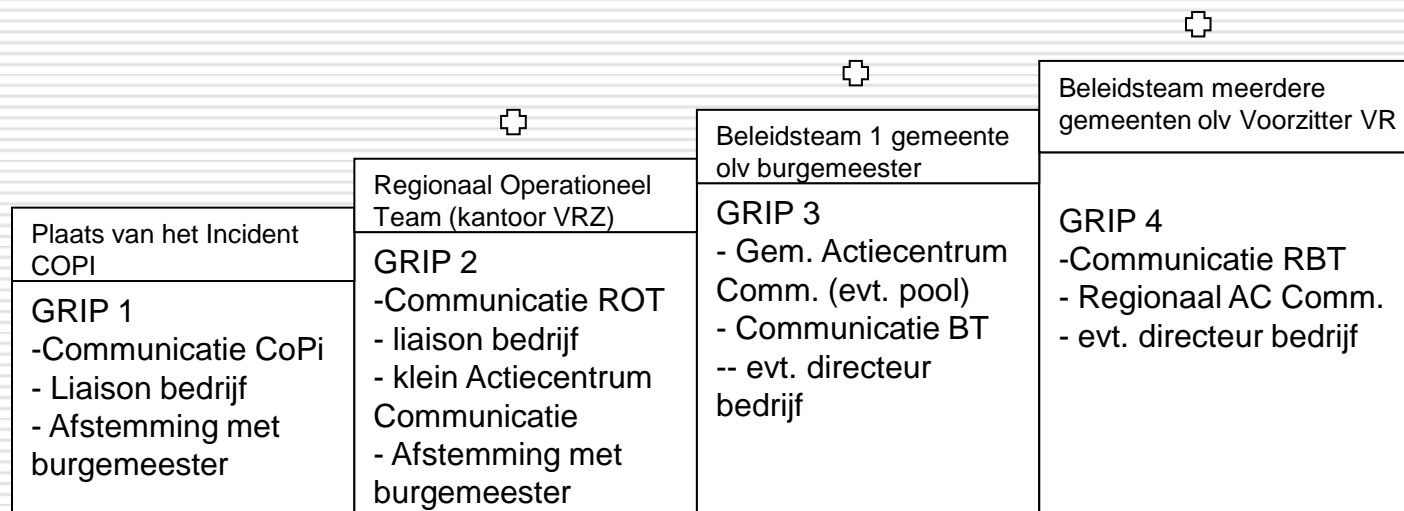 Plaats van het Incident
COPI
GRIP 1
-Communicatie CoPi
- Liaison bedrijf
- Afstemming met
burgemeester
Regionaal Operationeel
Team (kantoor VRZ)
GRIP 2
-Communicatie ROT
- liaison bedrijf
- klein Actiecentrum
Communicatie
- Afstemming met
burgemeester
Beleidsteam 1 gemeente
olv burgemeester
GRIP 3
- Gem. Actiecentrum
Comm. (evt. pool)
- Communicatie BT
-- evt. directeur
bedrijf
Beleidsteam meerdere
gemeenten olv Voorzitter VR
GRIP 4
-Communicatie RBT
- Regionaal AC Comm.
- evt. directeur bedrijf